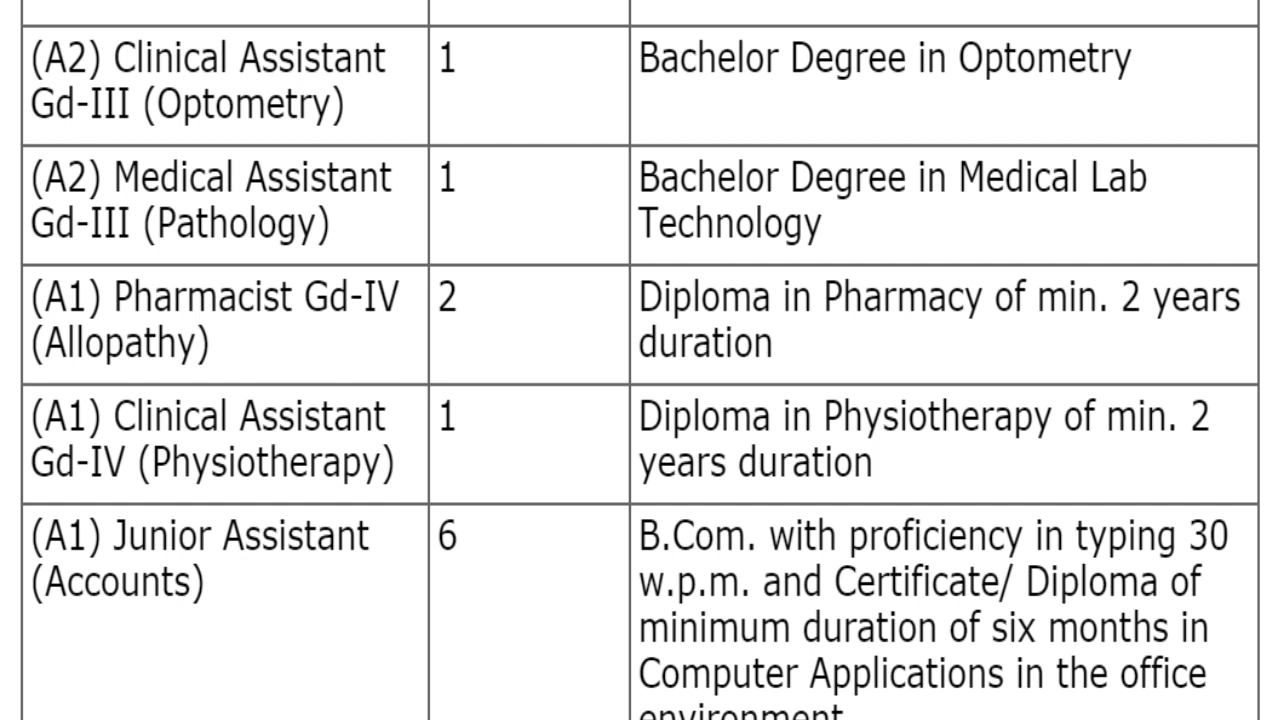 (A2) Clinical Assistant
Gd-III (Optometry)
1
Bachelor Degree in Optometry
(A2) Medical Assistant
Gd-III (Pathology)
1
Bachelor Degree in Medical Lab
Technology
(A1) Pharmacist Gd-IV
(Allopathy)
2
Diploma in Pharmacy of min. 2 years
duration
(A1) Clinical Assistant
Gd-IV (Physiotherapy)
1
Diploma in Physiotherapy of min. 2
years duration
(A1) Junior Assistant
(Accounts)
6
B.Com. with proficiency in typing 30
w.p.m. and Certificate/ Diploma of
minimum duration of six months in
Computer Applications in the office
environment